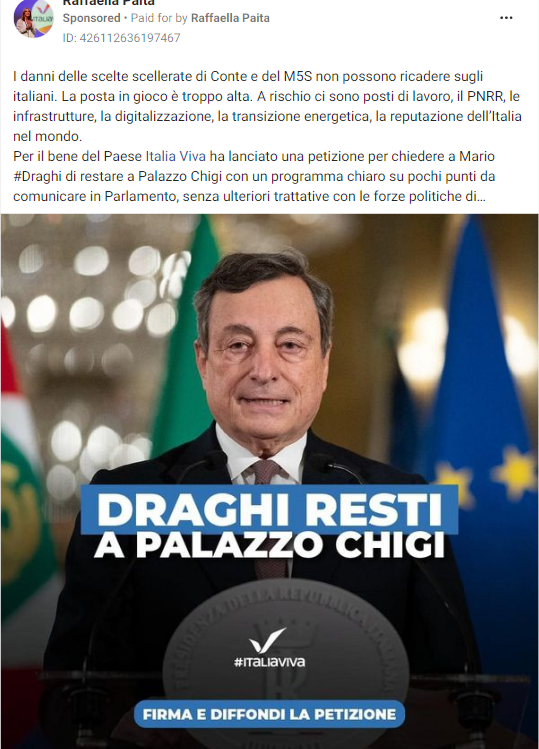 Raffaella Paita
Sponsored • Paid for by Raffaella Paita
ID: 426112636197467
I danni delle scelte scellerate di Conte e del M5S non possono ricadere sugli
italiani. La posta in gioco è troppo alta. A rischio ci sono posti di lavoro, il PNRR, le
infrastrutture, la digitalizzazione, la transizione energetica, la reputazione dell'Italia
nel mondo.
Per il bene del Paese Italia Viva ha lanciato una petizione per chiedere a Mario
#Draghi di restare a Palazzo Chigi con un programma chiaro su pochi punti da
comunicare in Parlamento, senza ulteriori trattative con le forze politiche di...
DRAGHI RESTI
A PALAZZO CHIGI
#ITALIAVIVA
FIRMA E DIFFONDI LA PETIZIONE